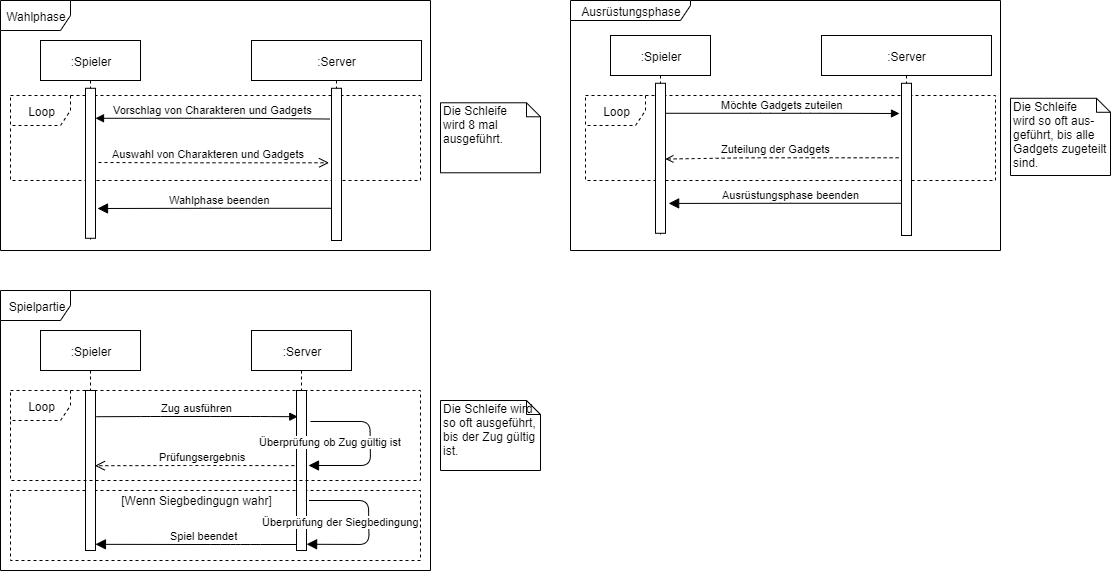 Wahlphase
:Spieler
:Server
Loop
Vorschlag von Charakteren und Gadgets
Auswahl von Charakteren und Gadgets
Wahlphase beenden
Die Schleife
wird 8 mal
ausgeführt.
Ausrüstungsphase
:Spieler
:Server
Loop
Möchte Gadgets zuteilen
Zuteilung der Gadgets
Ausrüstungsphase beenden
Die Schleife
wird so oft aus-
geführt, bis alle
Gadgets zugeteilt
sind.
Spielpartie
:Spieler
:Server
Loop
Zug ausführen
Überprüfung ob Zug gültig ist
Prüfungsergebnis
[Wenn Siegbedingugn wahr]
Überprüfung der Siegbedingung
Spiel beendet
Die Schleife wird
so oft ausgeführt,
bis der Zug gültig
ist.